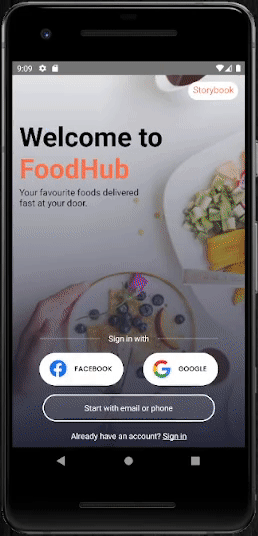 9:09
Storybook
Welcome to
FoodHub
Your favourite foods delivered
fast at your door.
Sign in with
FACEBOOK
GOOGLE
Start with email or phone
Already have an account? Sign in